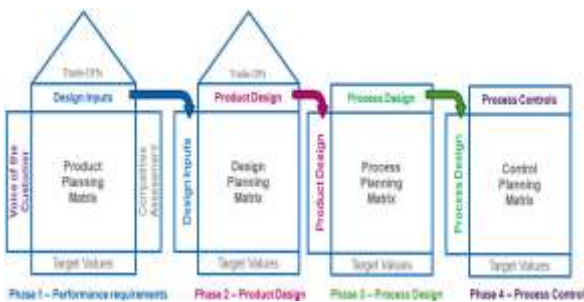 Trade-Offs
Trade-Offs
Design Inputs
Product Design
Process Design
Process Controls
Voice of the
Customer
Product
Planning
Matrix
Competitive
Assessment
Design Inputs
Design
Planning
Matrix
Product Design
Process
Planning
Matrix
Process Design
Control
Planning
Matrix
Target Values
Target Values
Target Values
Target Values
Phase 1 – Performance requirements
Phase 2 – Product Design
Phase 3 – Process Design
Phase 4 – Process Control